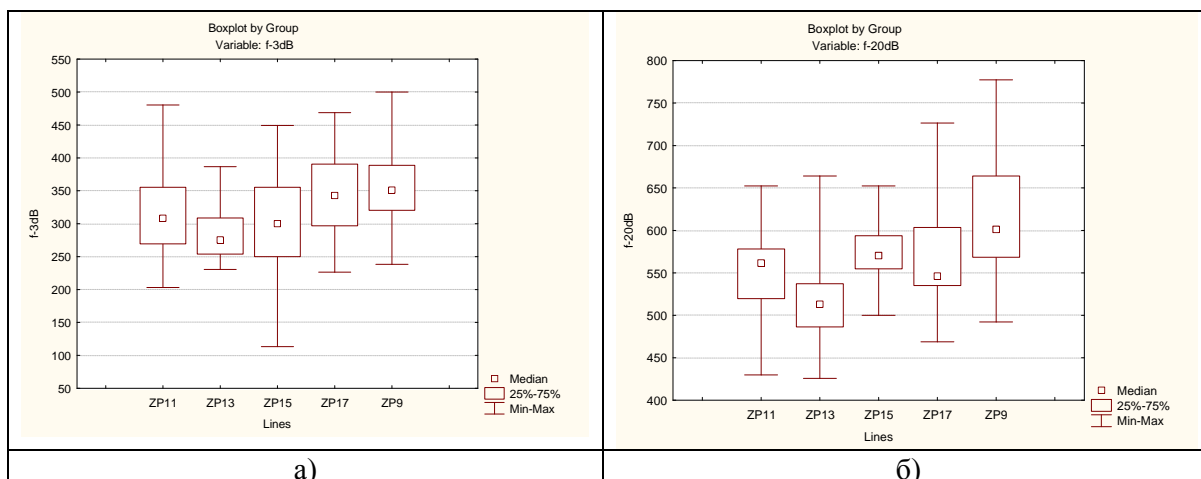 Boxplot by Group
Variable: f-3dB
550
500
450
400
350
300
250
200
150
100
50
f-3dB
ZP11 ZP13 ZP15 ZP17 ZP9
Lines
Median
25%-75%
Min-Max
а)
Boxplot by Group
Variable: f-20dB
800
750
700
650
600
550
500
450
400
f-20dB
ZP11 ZP13 ZP15 ZP17 ZP9
Lines
Median
25%-75%
Min-Max
б)